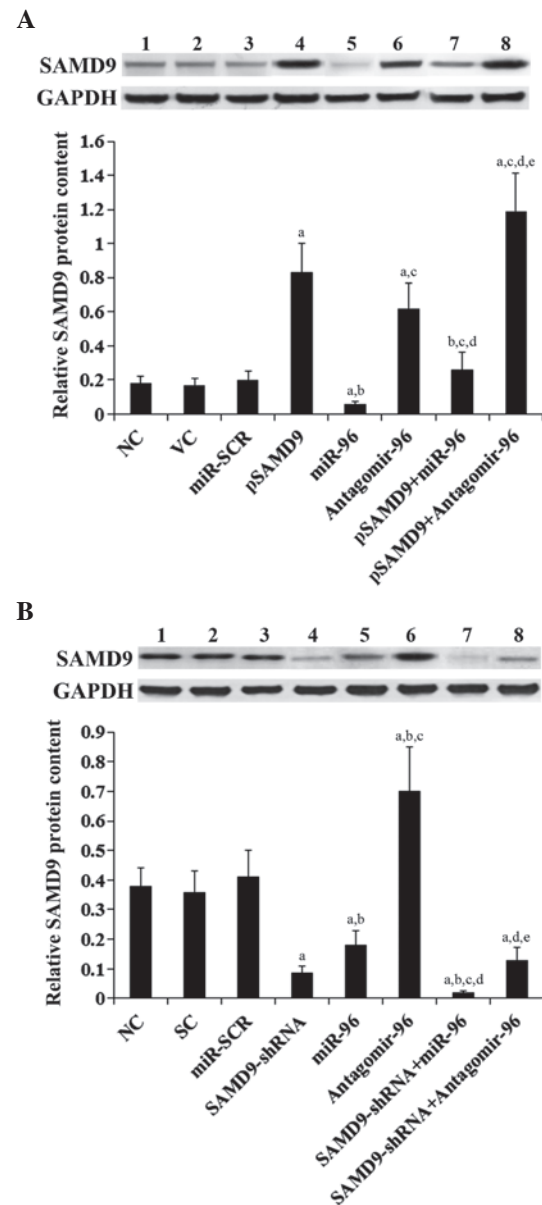 A
1 2 3 4 5 6 7 8
SAMD9
GAPDH
Relative SAMD9 protein content
1.6
1.4
1.2
1
0.8
0.6
0.4
0.2
0
a
a,b
a,c
b,c,d
a,c,d,e
NC
VC
miR-SCR
pSAMD9
miR-96
Antagomir-96
pSAMD9+miR-96
pSAMD9+Antagomir-96
B
1 2 3 4 5 6 7 8
SAMD9
GAPDH
Relative SAMD9 protein content
0.9
0.8
0.7
0.6
0.5
0.4
0.3
0.2
0.1
0
a
a,b
a,b,c
a,b,c,d
a,d,e
NC
SC
miR-SCR
SAMD9-shRNA
miR-96
Antagomir-96
SAMD9-shRNA+miR-96
SAMD9-shRNA+Antagomir-96